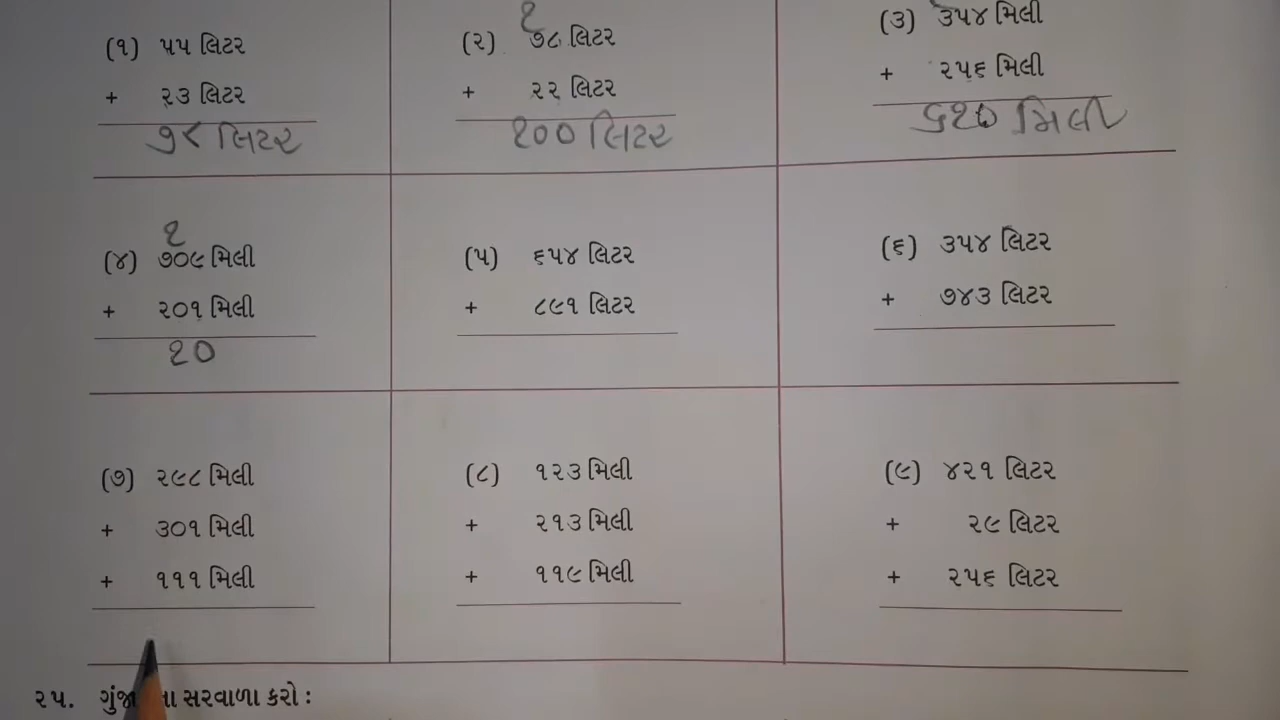 (૧) ૫૫ લિટર
+ ૨૩ લિટર
૭૮ લિટર
૧
(૨) ૭૮ લિટર
+ ૨૨ લિટર
૧૦૦ લિટર
(૩) ૩૫૪ મિલી
+ ૨૫૬ મિલી
૬૧૦ મિલી
૧
(૪) ૭૦૯ મિલી
+ ૨૦૧ મિલી
૧૦
(૫) ૬૫૪ લિટર
+ ૮૯૧ લિટર
(૬) ૩૫૪ લિટર
+ ૭૪૩ લિટર
(૭) ૨૯૮ મિલી
+ ૩૦૧ મિલી
+ ૧૧૧ મિલી
(૮) ૧૨૩ મિલી
+ ૨૧૩ મિલી
+ ૧૧૯ મિલી
(૯) ૪૨૧ લિટર
+ ૨૯ લિટર
+ ૨૫૬ લિટર
૨૫. સરવાળા કરો :